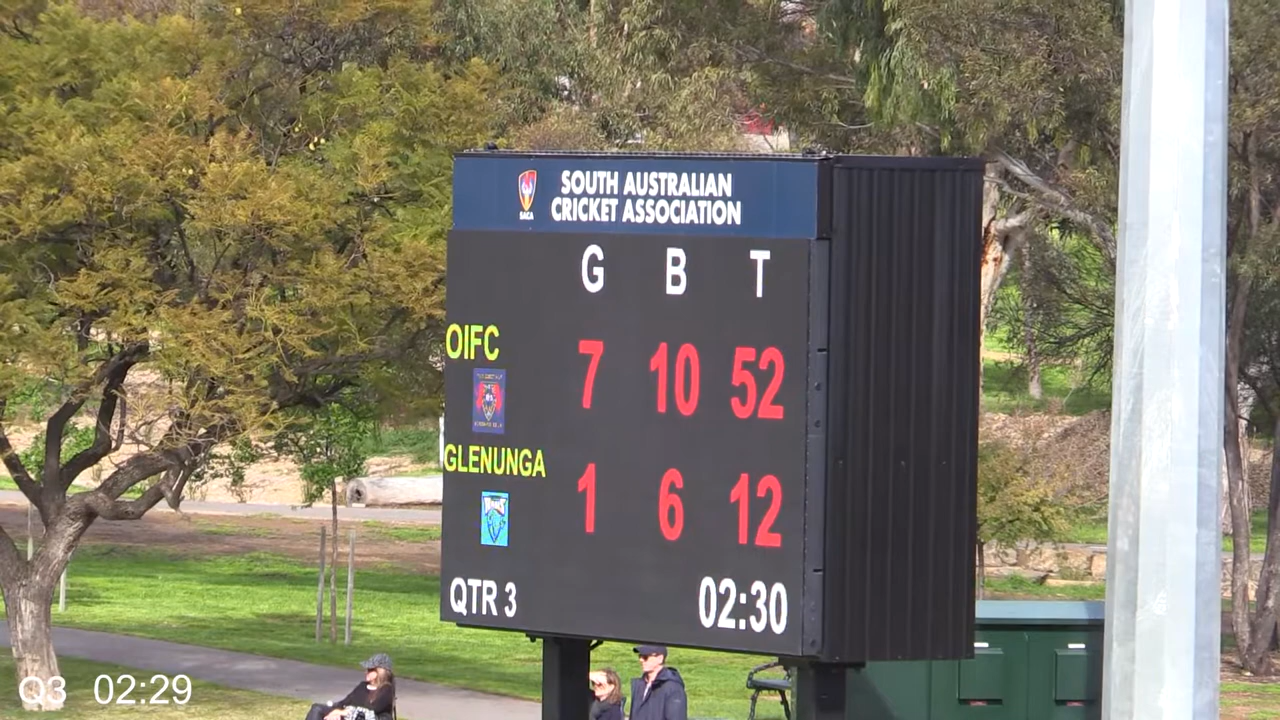 SACA
SOUTH AUSTRALIAN
CRICKET ASSOCIATION
G B T
OIFC
7 10 52
GLENUNGA
1 6 12
QTR 3 02:30
Q3 02:29